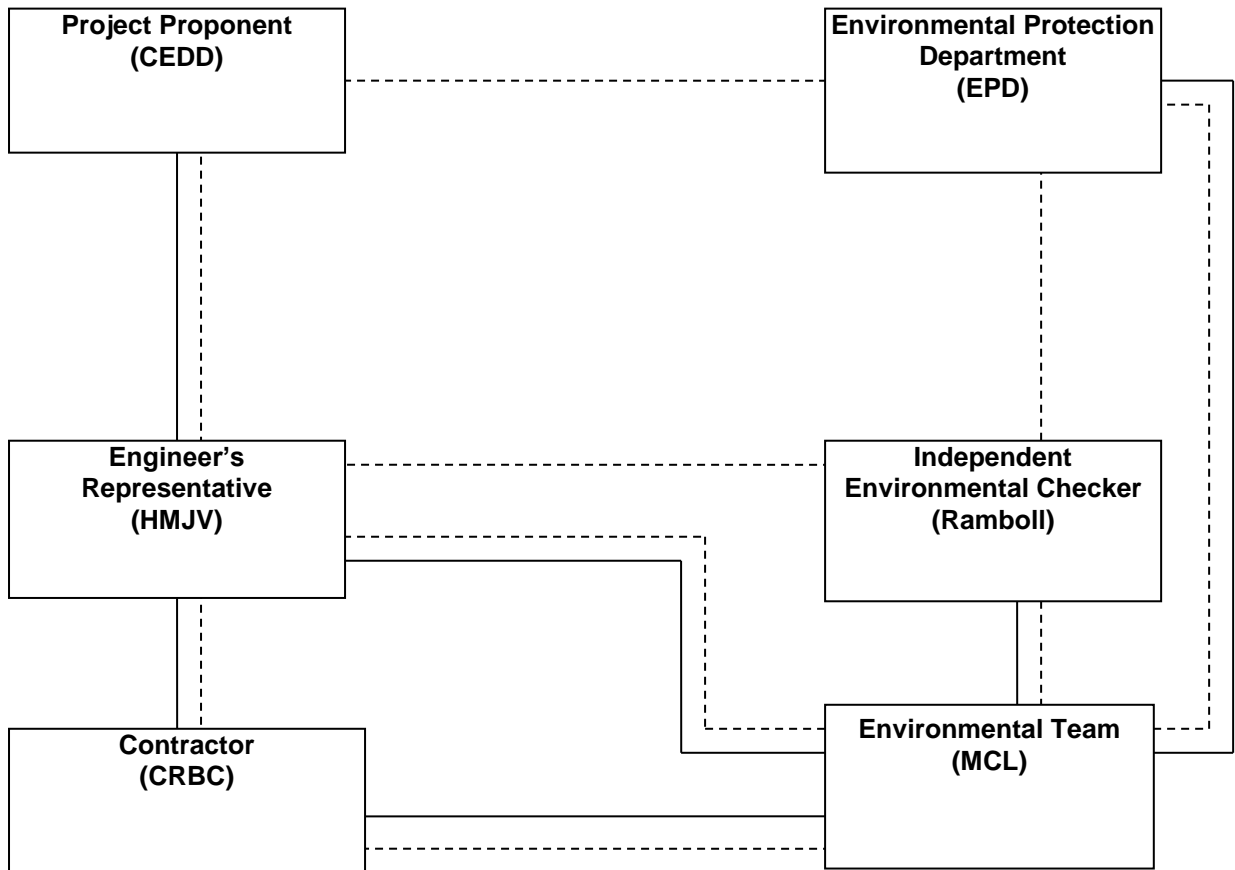 Project Proponent
(CEDD)
Environmental Protection
Department
(EPD)
Engineer's
Representative
(HMJV)
Independent
Environmental Checker
(Ramboll)
Contractor
(CRBC)
Environmental Team
(MCL)